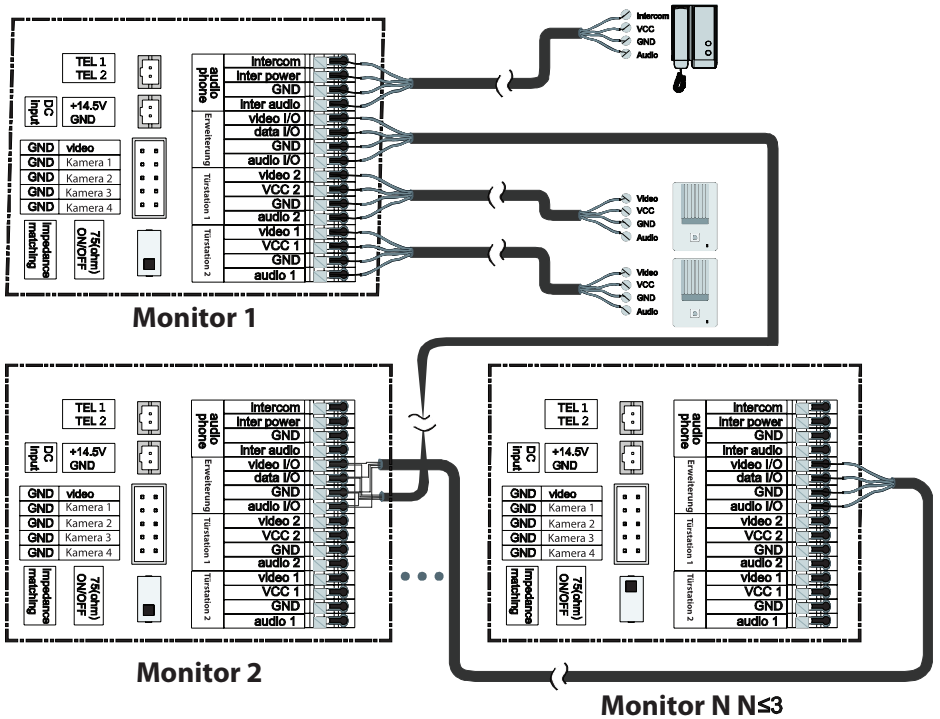 Intercom
VCC
GND
Audio
TEL 1
TEL 2
DC Input
+14.5V
GND
GND video
GND Kamera 1
GND Kamera 2
GND Kamera 3
GND Kamera 4
Impedance matching
75(ohm) ON/OFF
audio phone
Intercom
Inter power
GND
Inter audio
Erweiterung
video I/O
data I/O
GND
audio I/O
Türstation 1
video 2
VCC 2
GND
audio 2
Türstation 2
video 1
VCC 1
GND
audio 1
Video
VCC
GND
Audio
Video
VCC
GND
Audio
Monitor 1
TEL 1
TEL 2
DC Input
+14.5V
GND
GND video
GND Kamera 1
GND Kamera 2
GND Kamera 3
GND Kamera 4
Impedance matching
75(ohm) ON/OFF
audio phone
Intercom
Inter power
GND
Inter audio
Erweiterung
video I/O
data I/O
GND
audio I/O
Türstation 1
video 2
VCC 2
GND
audio 2
Türstation 2
video 1
VCC 1
GND
audio 1
Monitor 2
TEL 1
TEL 2
DC Input
+14.5V
GND
GND video
GND Kamera 1
GND Kamera 2
GND Kamera 3
GND Kamera 4
Impedance matching
75(ohm) ON/OFF
audio phone
Intercom
Inter power
GND
Inter audio
Erweiterung
video I/O
data I/O
GND
audio I/O
Türstation 1
video 2
VCC 2
GND
audio 2
Türstation 2
video 1
VCC 1
GND
audio 1
Monitor N N≤3